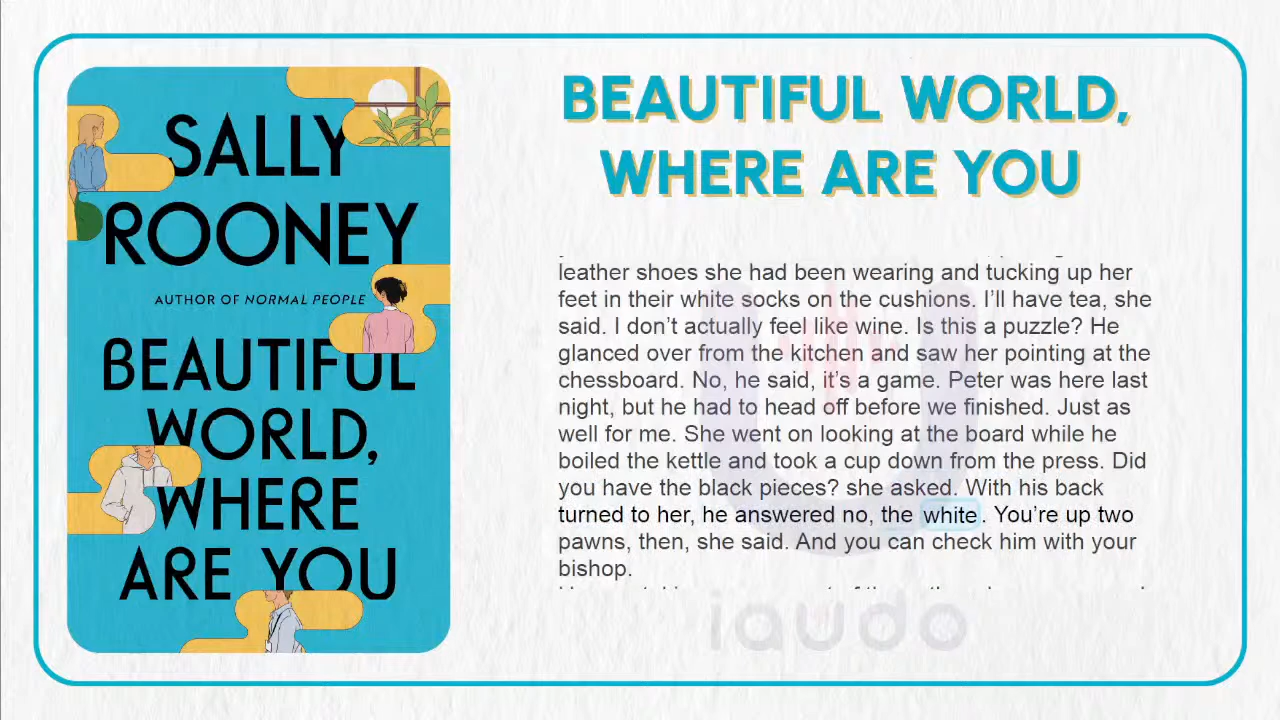 SALLY
ROONEY
AUTHOR OF NORMAL PEOPLE
BEAUTIFUL
WORLD,
WHERE
ARE YOU
BEAUTIFUL WORLD,
WHERE ARE YOU
leather shoes she had been wearing and tucking up her
feet in their white socks on the cushions. I’ll have tea, she
said. I don’t actually feel like wine. Is this a puzzle? He
glanced over from the kitchen and saw her pointing at the
chessboard. No, he said, it’s a game. Peter was here last
night, but he had to head off before we finished. Just as
well for me. She went on looking at the board while he
boiled the kettle and took a cup down from the press. Did
you have the black pieces? she asked. With his back
turned to her, he answered no, the white. You’re up two
pawns, then, she said. And you can check him with your
bishop.
iaudo